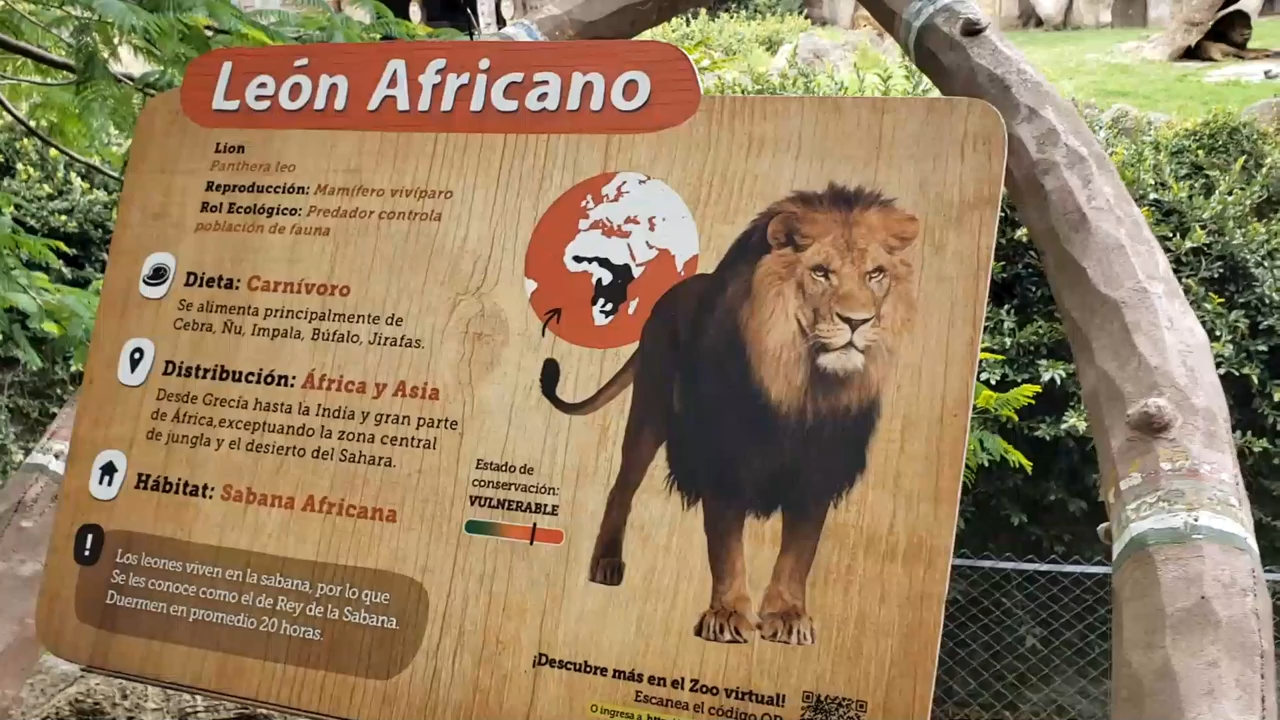 León Africano
Lion
Panthera leo
Reproducción: Mamífero vivíparo
Rol Ecológico: Predador controla
población de fauna
Dieta: Carnívoro
Se alimenta principalmente de
Cebra, Ñu, Impala, Búfalo, Jirafas.
Distribución: África y Asia
Desde Grecia hasta la India y gran parte
de África,exceptuando la zona central
de jungla y el desierto del Sahara.
Hábitat: Sabana Africana
Estado de
conservación:
VULNERABLE
!
Los leones viven en la sabana, por lo que
Se les conoce como el de Rey de la Sabana.
Duermen en promedio 20 horas.
¡Descubre más en el Zoo virtual!
Escanea el código QR
O ingresa a